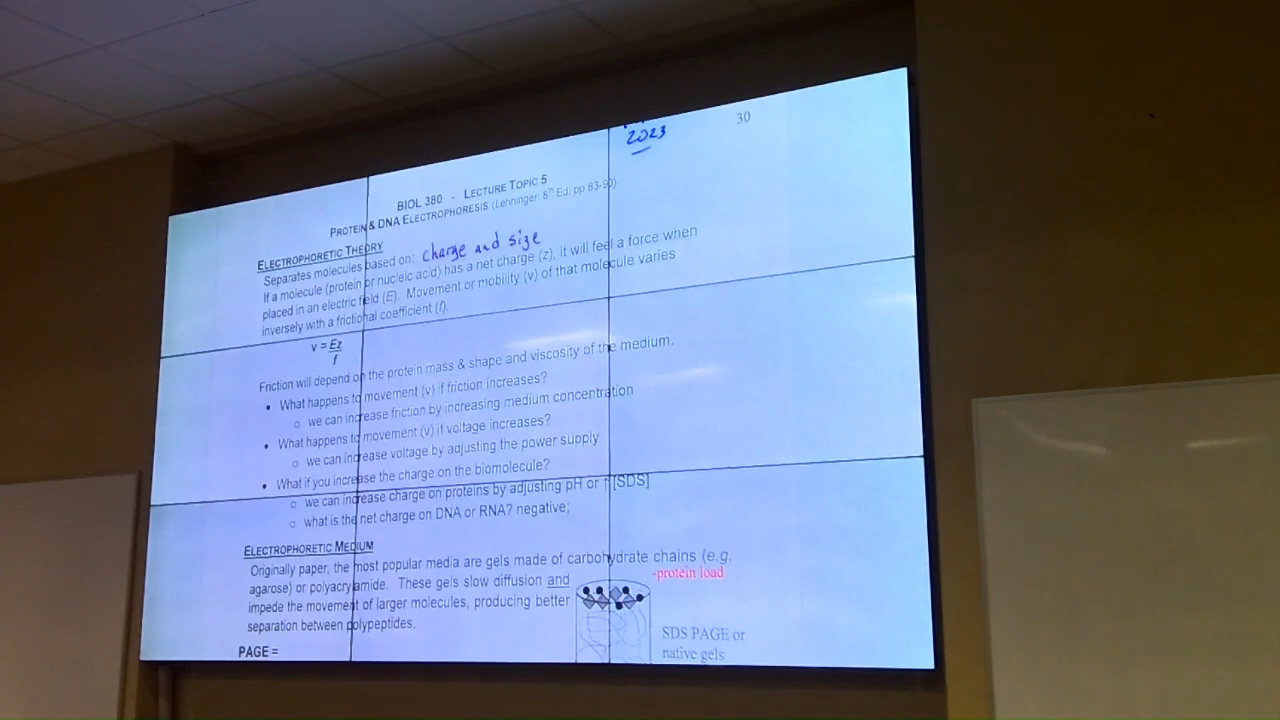 2023
30
BIOL 380 - LECTURE TOPIC 5
PROTEIN & DNA ELECTROPHORESIS (Lehninger: 8th Ed: pp 83-90)
ELECTROPHORETIC THEORY
Separates molecules based on: charge and size
If a molecule (protein or nucleic acid) has a net charge (z), it will feel a force when
placed in an electric field (E). Movement or mobility (v) of that molecule varies
inversely with a frictional coefficient (f).
v = Ez
f
Friction will depend on the protein mass & shape and viscosity of the medium.
• What happens to movement (v) if friction increases?
o we can increase friction by increasing medium concentration
• What happens to movement (v) if voltage increases?
o we can increase voltage by adjusting the power supply
• What if you increase the charge on the biomolecule?
o we can increase charge on proteins by adjusting pH or ↑[SDS]
o what is the net charge on DNA or RNA? negative;
ELECTROPHORETIC MEDIUM
Originally paper, the most popular media are gels made of carbohydrate chains (e.g.
agarose) or polyacrylamide. These gels slow diffusion and
impede the movement of larger molecules, producing better
separation between polypeptides.
-protein load
SDS PAGE or
native gels
PAGE =